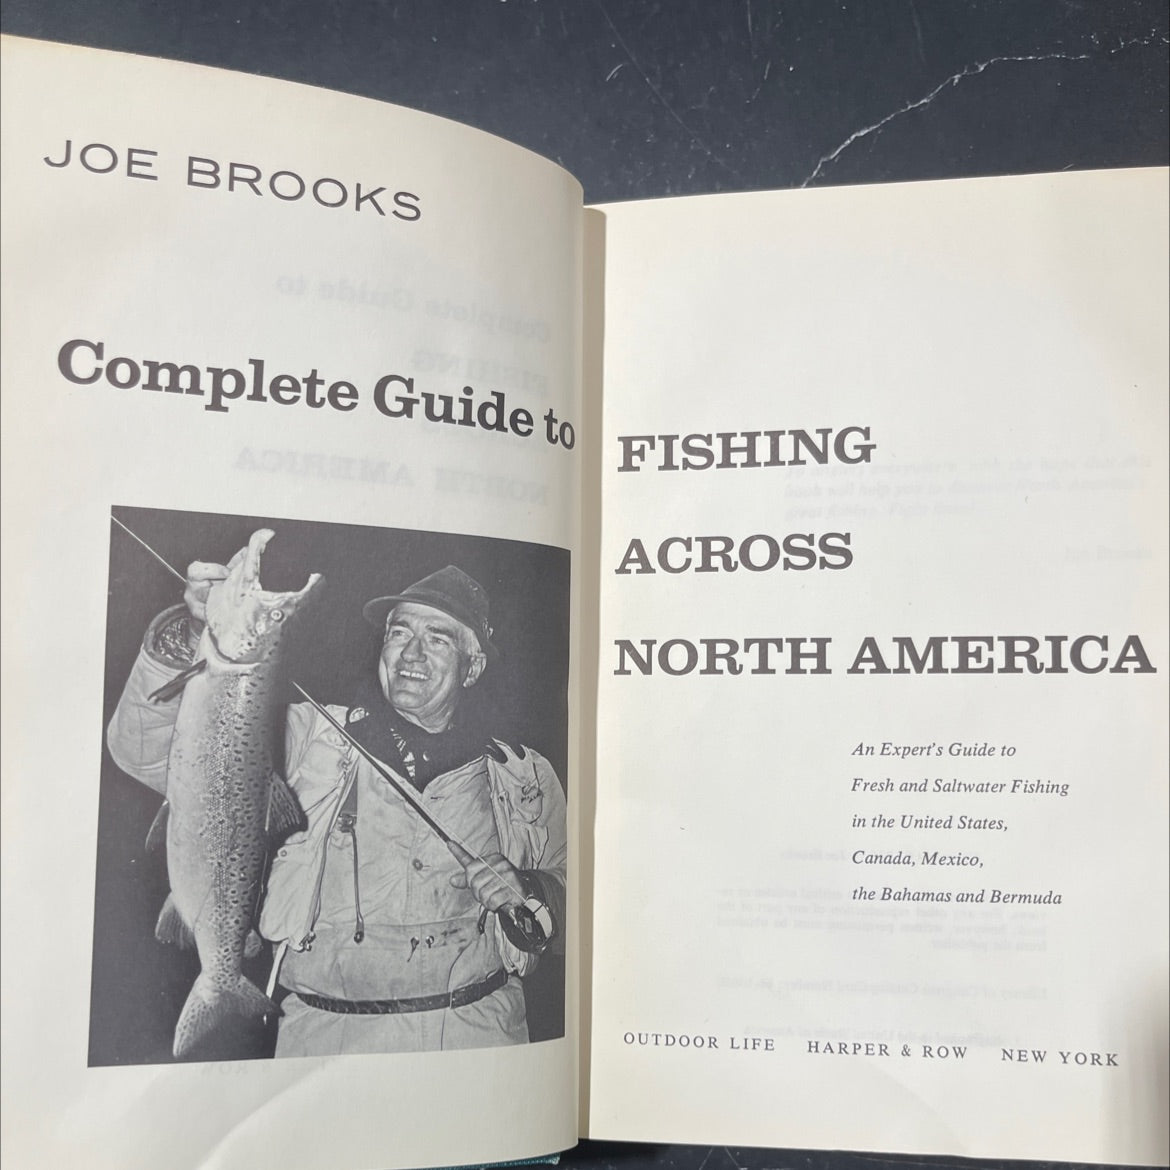 JOE BROOKS
Complete Guide to
FISHING
ACROSS
NORTH AMERICA
An Expert's Guide to
Fresh and Saltwater Fishing
in the United States,
Canada, Mexico,
the Bahamas and Bermuda
OUTDOOR LIFE HARPER & ROW NEW YORK